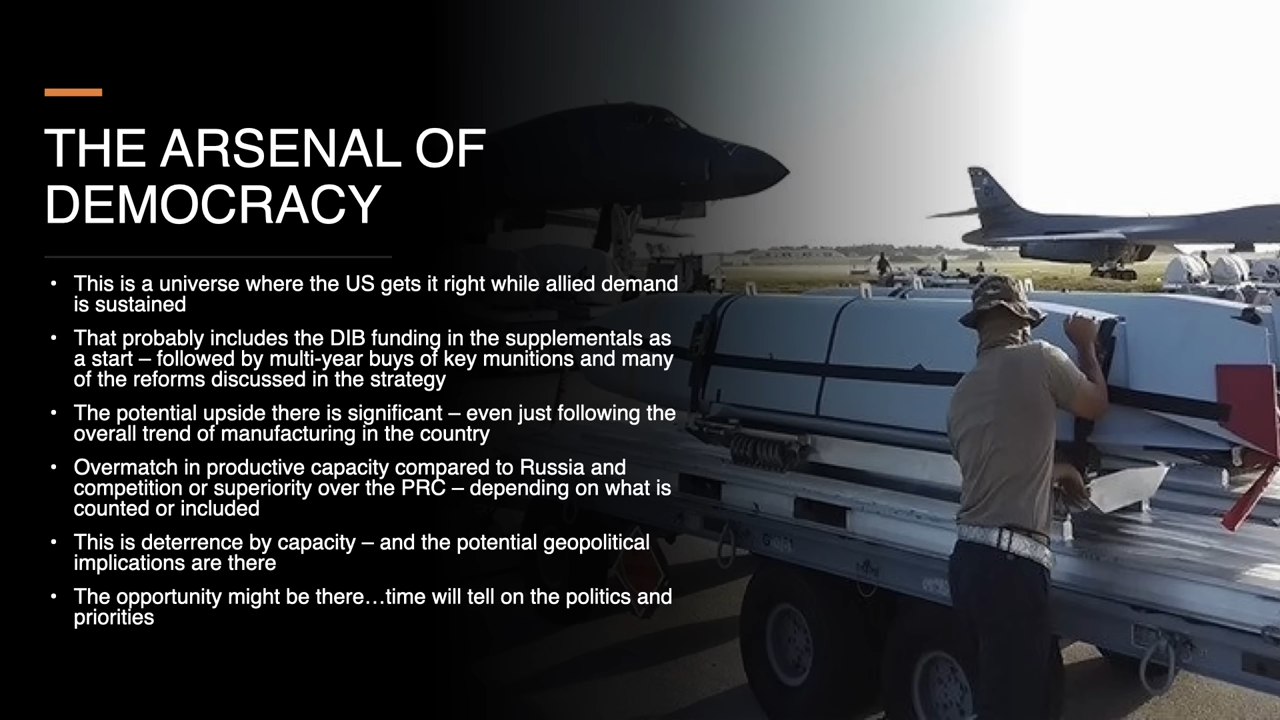 THE ARSENAL OF
DEMOCRACY
• This is a universe where the US gets it right while allied demand
is sustained
• That probably includes the DIB funding in the supplementals as
a start – followed by multi-year buys of key munitions and many
of the reforms discussed in the strategy
• The potential upside there is significant – even just following the
overall trend of manufacturing in the country
• Overmatch in productive capacity compared to Russia and
competition or superiority over the PRC – depending on what is
counted or included
• This is deterrence by capacity – and the potential geopolitical
implications are there
• The opportunity might be there…time will tell on the politics and
priorities